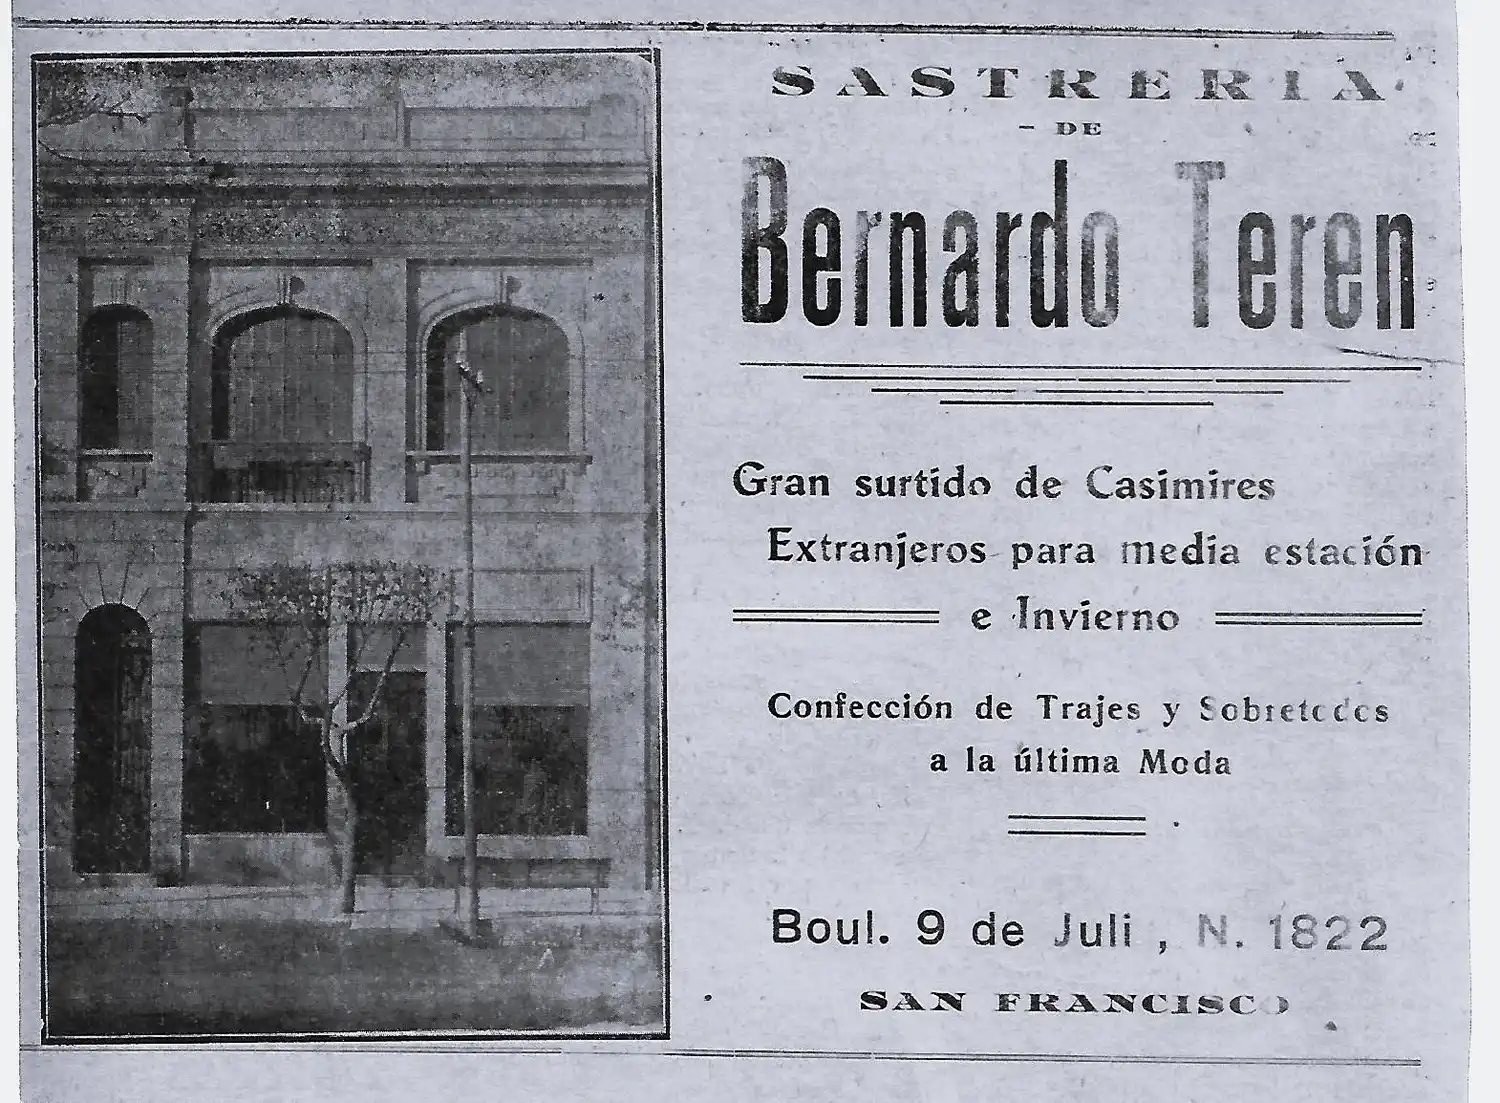 SASTRERIA
- DE
Bernardo Teren
Gran surtido de Casimires
Extranjeros para media estación
e Invierno
Confección de Trajes y Sobretodos
a la última Moda
Boul. 9 de Juli , N. 1822
SAN FRANCISCO